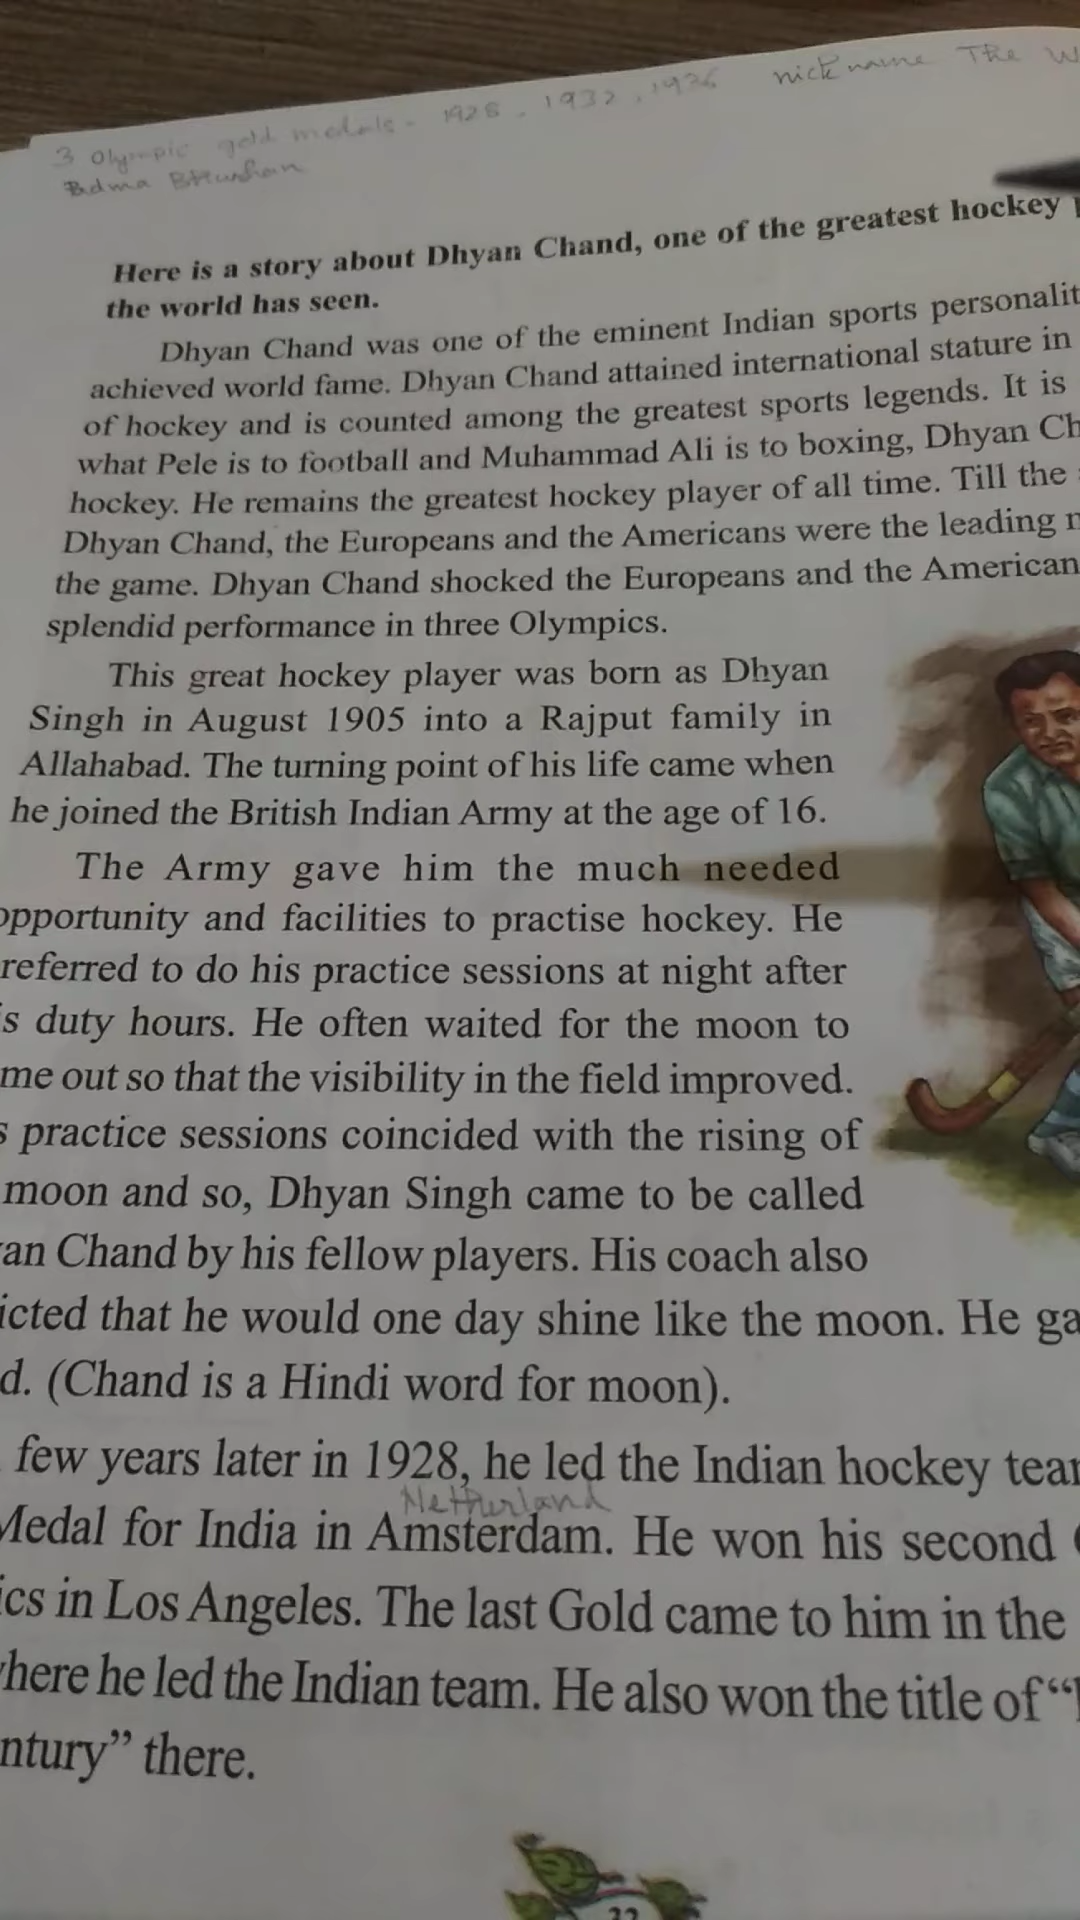 3 Olympic gold medals - 1928, 1932, 1936 nickname The W
Padma Bhushan
Here is a story about Dhyan Chand, one of the greatest hockey
the world has seen.
Dhyan Chand was one of the eminent Indian sports personalit
achieved world fame. Dhyan Chand attained international stature in
of hockey and is counted among the greatest sports legends. It is
what Pele is to football and Muhammad Ali is to boxing, Dhyan Ch
hockey. He remains the greatest hockey player of all time. Till the
Dhyan Chand, the Europeans and the Americans were the leading
the game. Dhyan Chand shocked the Europeans and the American
splendid performance in three Olympics.
This great hockey player was born as Dhyan
Singh in August 1905 into a Rajput family in
Allahabad. The turning point of his life came when
he joined the British Indian Army at the age of 16.
The Army gave him the much needed
opportunity and facilities to practise hockey. He
referred to do his practice sessions at night after
is duty hours. He often waited for the moon to
me out so that the visibility in the field improved.
s practice sessions coincided with the rising of
moon and so, Dhyan Singh came to be called
an Chand by his fellow players. His coach also
icted that he would one day shine like the moon. He ga
d. (Chand is a Hindi word for moon).
few years later in 1928, he led the Indian hockey tea
Netherland
Medal for India in Amsterdam. He won his second
ics in Los Angeles. The last Gold came to him in the
here he led the Indian team. He also won the title of “
ntury” there.